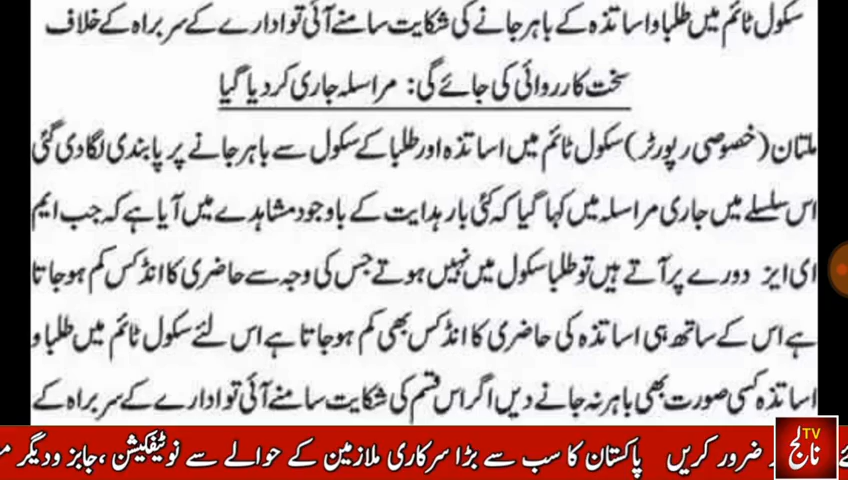 سکول ٹائم میں طلبا و اساتذہ کے باہر جانے کی شکایت سامنے آئی تو ادارے کے سربراہ کے خلاف
سخت کارروائی کی جائے گی: مراسلہ جاری کر دیا گیا
ملتان (خصوصی رپورٹر) سکول ٹائم میں اساتذہ اور طلبا کے سکول سے باہر جانے پر پابندی لگا دی گئی
اس سلسلے میں جاری مراسلہ میں کہا گیا کہ کئی بار ہدایت کے باوجود مشاہدے میں آیا ہے کہ جب ایم
ای ایز دورے پر آتے ہیں تو طلبا سکول میں نہیں ہوتے جس کی وجہ سے حاضری کا انڈکس کم ہو جاتا
ہے اس کے ساتھ ہی اساتذہ کی حاضری کا انڈکس بھی کم ہو جاتا ہے اس لئے سکول ٹائم میں طلبا و
اساتذہ کسی صورت بھی باہر نہ جانے دیں اگر اس قسم کی شکایت سامنے آئی تو ادارے کے سربراہ کے
ضرور کریں پاکستان کا سب سے بڑا سرکاری ملازمین کے حوالے سے نوٹیفکیشن ،جابز ودیگر
TV
نالج